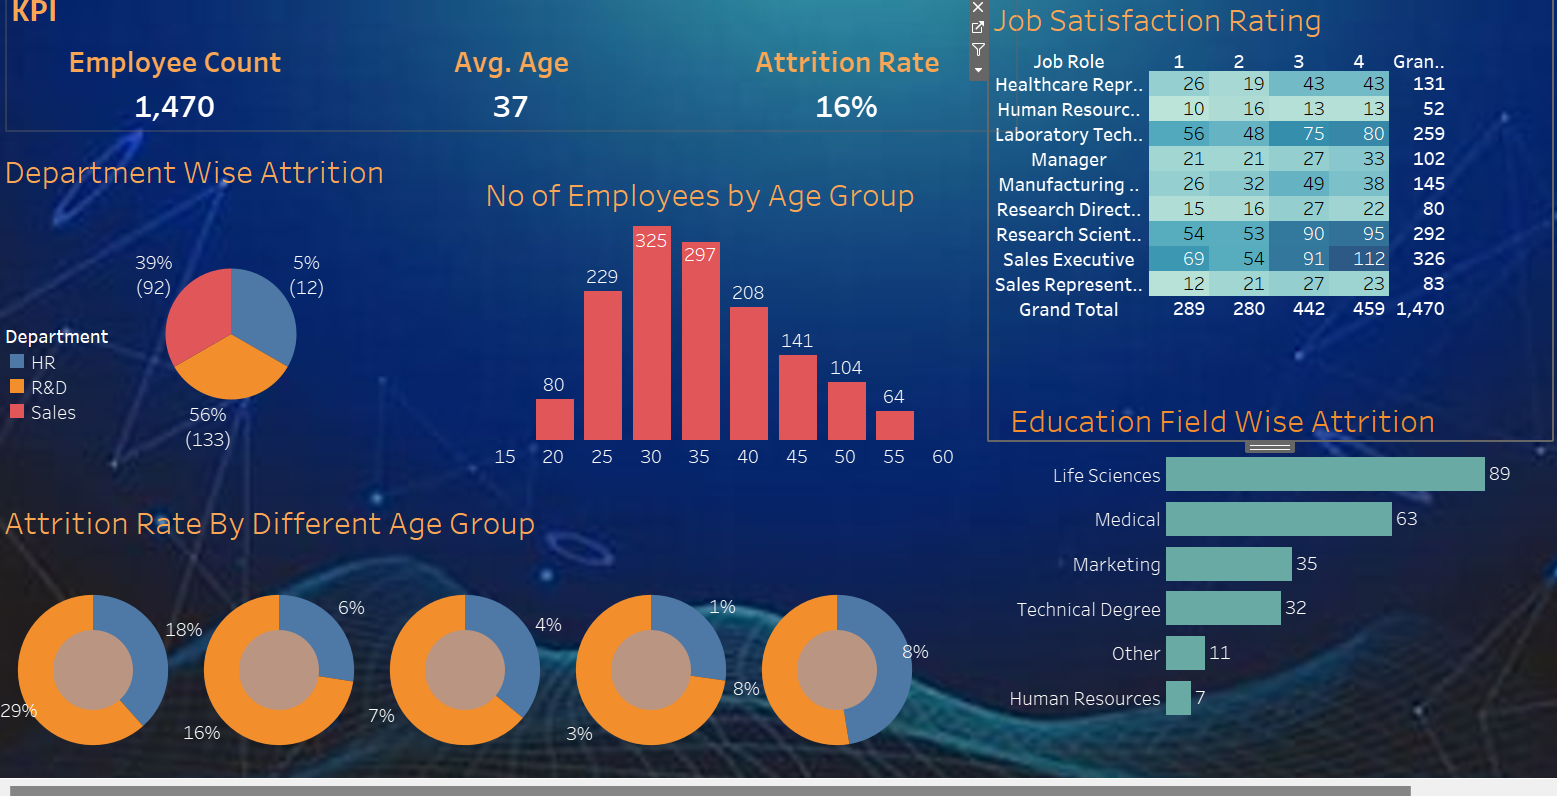 KPI
Employee Count
1,470
Avg. Age
37
Attrition Rate
16%
Department Wise Attrition
39%
(92)
5%
(12)
56%
(133)
Department
HR
R&D
Sales
No of Employees by Age Group
80
229
325
297
208
141
104
64
15 20 25 30 35 40 45 50 55 60
Job Satisfaction Rating
Job Role 1 2 3 4 Gran..
Healthcare Repr.. 26 19 43 43 131
Human Resourc.. 10 16 13 13 52
Laboratory Tech.. 56 48 75 80 259
Manager 21 21 27 33 102
Manufacturing .. 26 32 49 38 145
Research Direct.. 15 16 27 22 80
Research Scient.. 54 53 90 95 292
Sales Executive 69 54 91 112 326
Sales Represent.. 12 21 27 23 83
Grand Total 289 280 442 459 1,470
Education Field Wise Attrition
Life Sciences 89
Medical 63
Marketing 35
Technical Degree 32
Other 11
Human Resources 7
Attrition Rate By Different Age Group
18%
29%
6%
16%
4%
7%
1%
3%
8%
8%